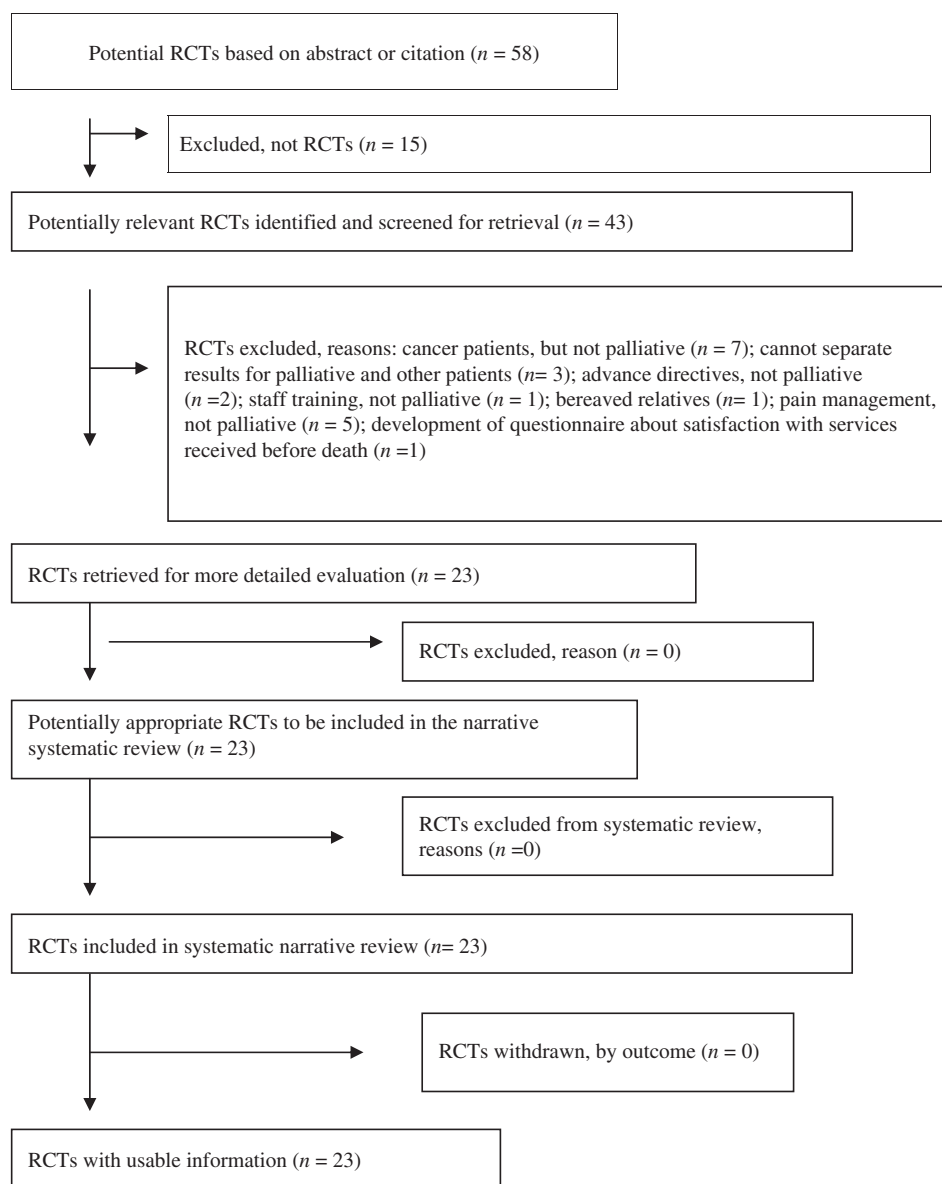 Potential RCTs based on abstract or citation (n = 58)
Excluded, not RCTs (n = 15)
Potentially relevant RCTs identified and screened for retrieval (n = 43)
RCTs excluded, reasons: cancer patients, but not palliative (n = 7); cannot separate
results for palliative and other patients (n= 3); advance directives, not palliative
(n =2); staff training, not palliative (n = 1); bereaved relatives (n= 1); pain management,
not palliative (n = 5); development of questionnaire about satisfaction with services
received before death (n =1)
RCTs retrieved for more detailed evaluation (n = 23)
RCTs excluded, reason (n = 0)
Potentially appropriate RCTs to be included in the narrative
systematic review (n = 23)
RCTs excluded from systematic review,
reasons (n =0)
RCTs included in systematic narrative review (n= 23)
RCTs withdrawn, by outcome (n = 0)
RCTs with usable information (n = 23)